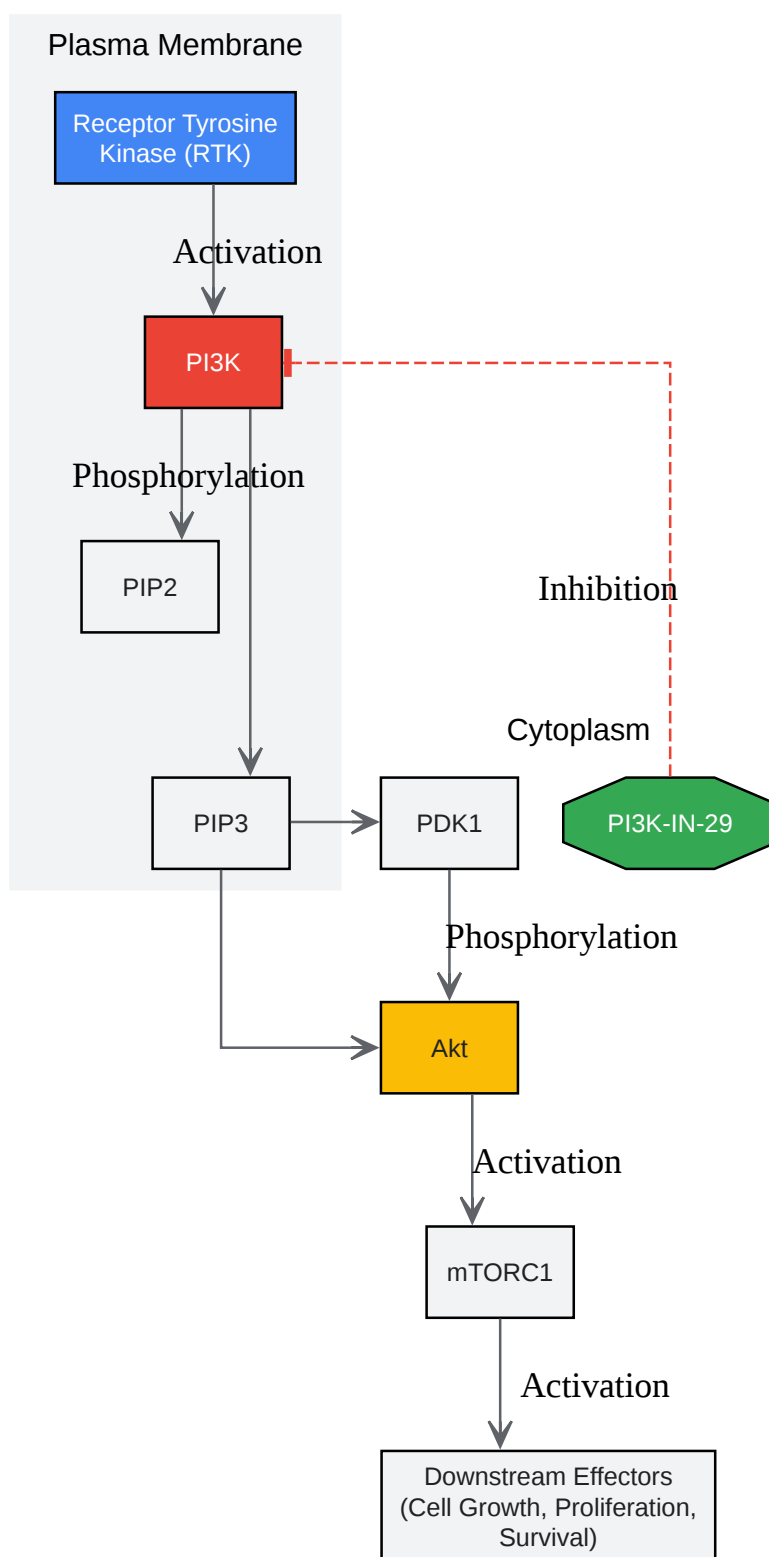 Plasma Membrane
Receptor Tyrosine
Kinase (RTK)
Activation
PI3K
Phosphorylation
PIP2
Inhibition
Cytoplasm
PIP3
PDK1
PI3K-IN-29
Phosphorylation
Akt
Activation
mTORC1
Activation
Downstream Effectors
(Cell Growth, Proliferation,
Survival)